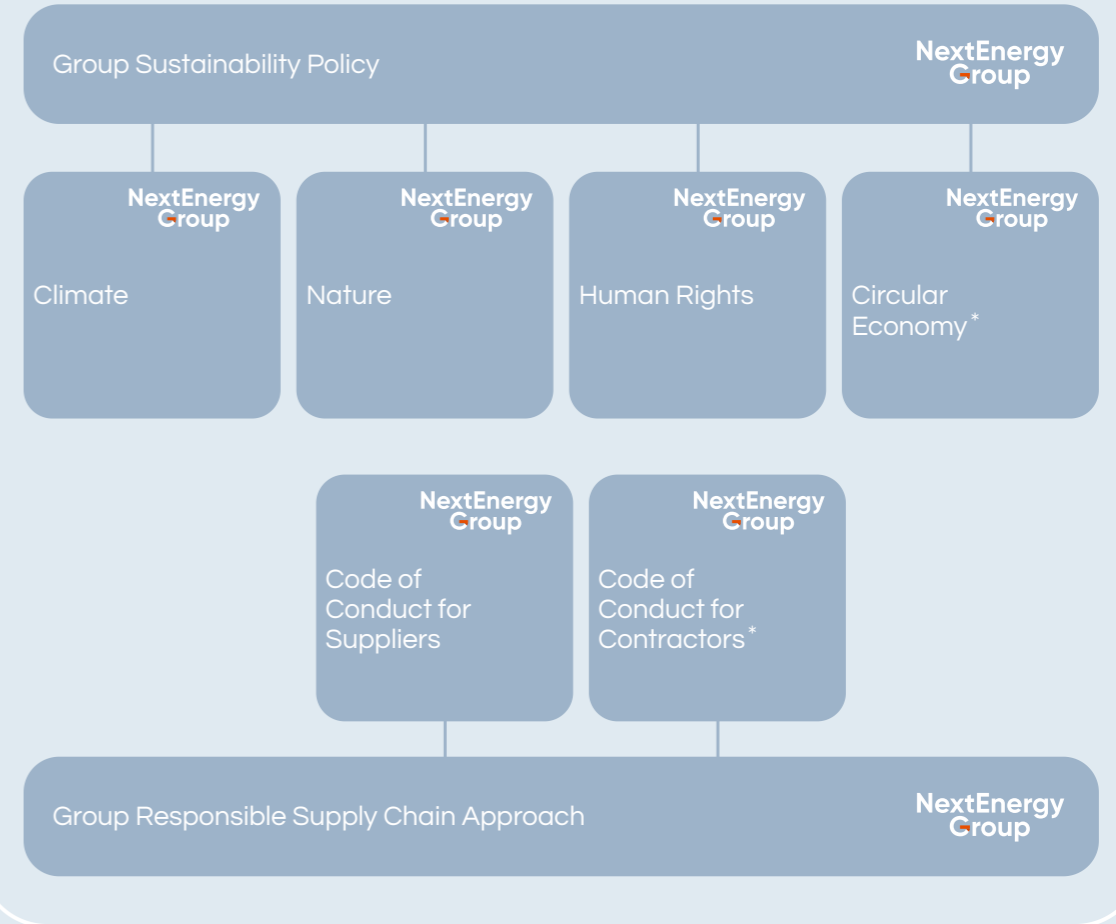 Group Sustainability Policy
NextEnergy
Group
NextEnergy
Group
Climate
NextEnergy
Group
Nature
NextEnergy
Group
Human Rights
NextEnergy
Group
Circular
Economy*
NextEnergy
Group
Code of
Conduct for
Suppliers
NextEnergy
Group
Code of
Conduct for
Contractors*
Group Responsible Supply Chain Approach
NextEnergy
Group